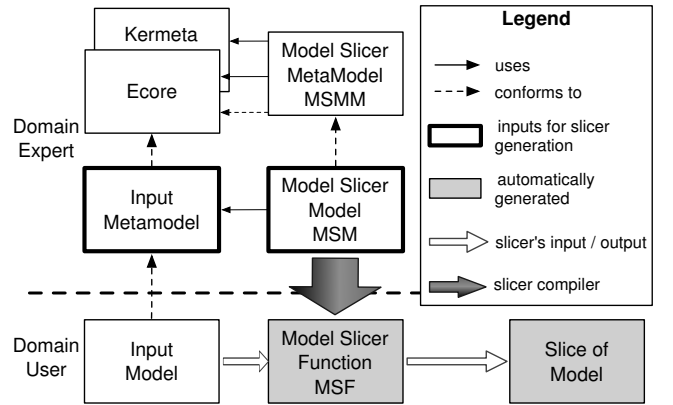 Kermeta
Ecore
Model Slicer
MetaModel
MSMM
Domain
Expert
Input
Metamodel
Model Slicer
Model
MSM
Domain
User
Input
Model
Model Slicer
Function
MSF
Slice of
Model
Legend
uses
conforms to
inputs for slicer
generation
automatically
generated
slicer's input / output
slicer compiler